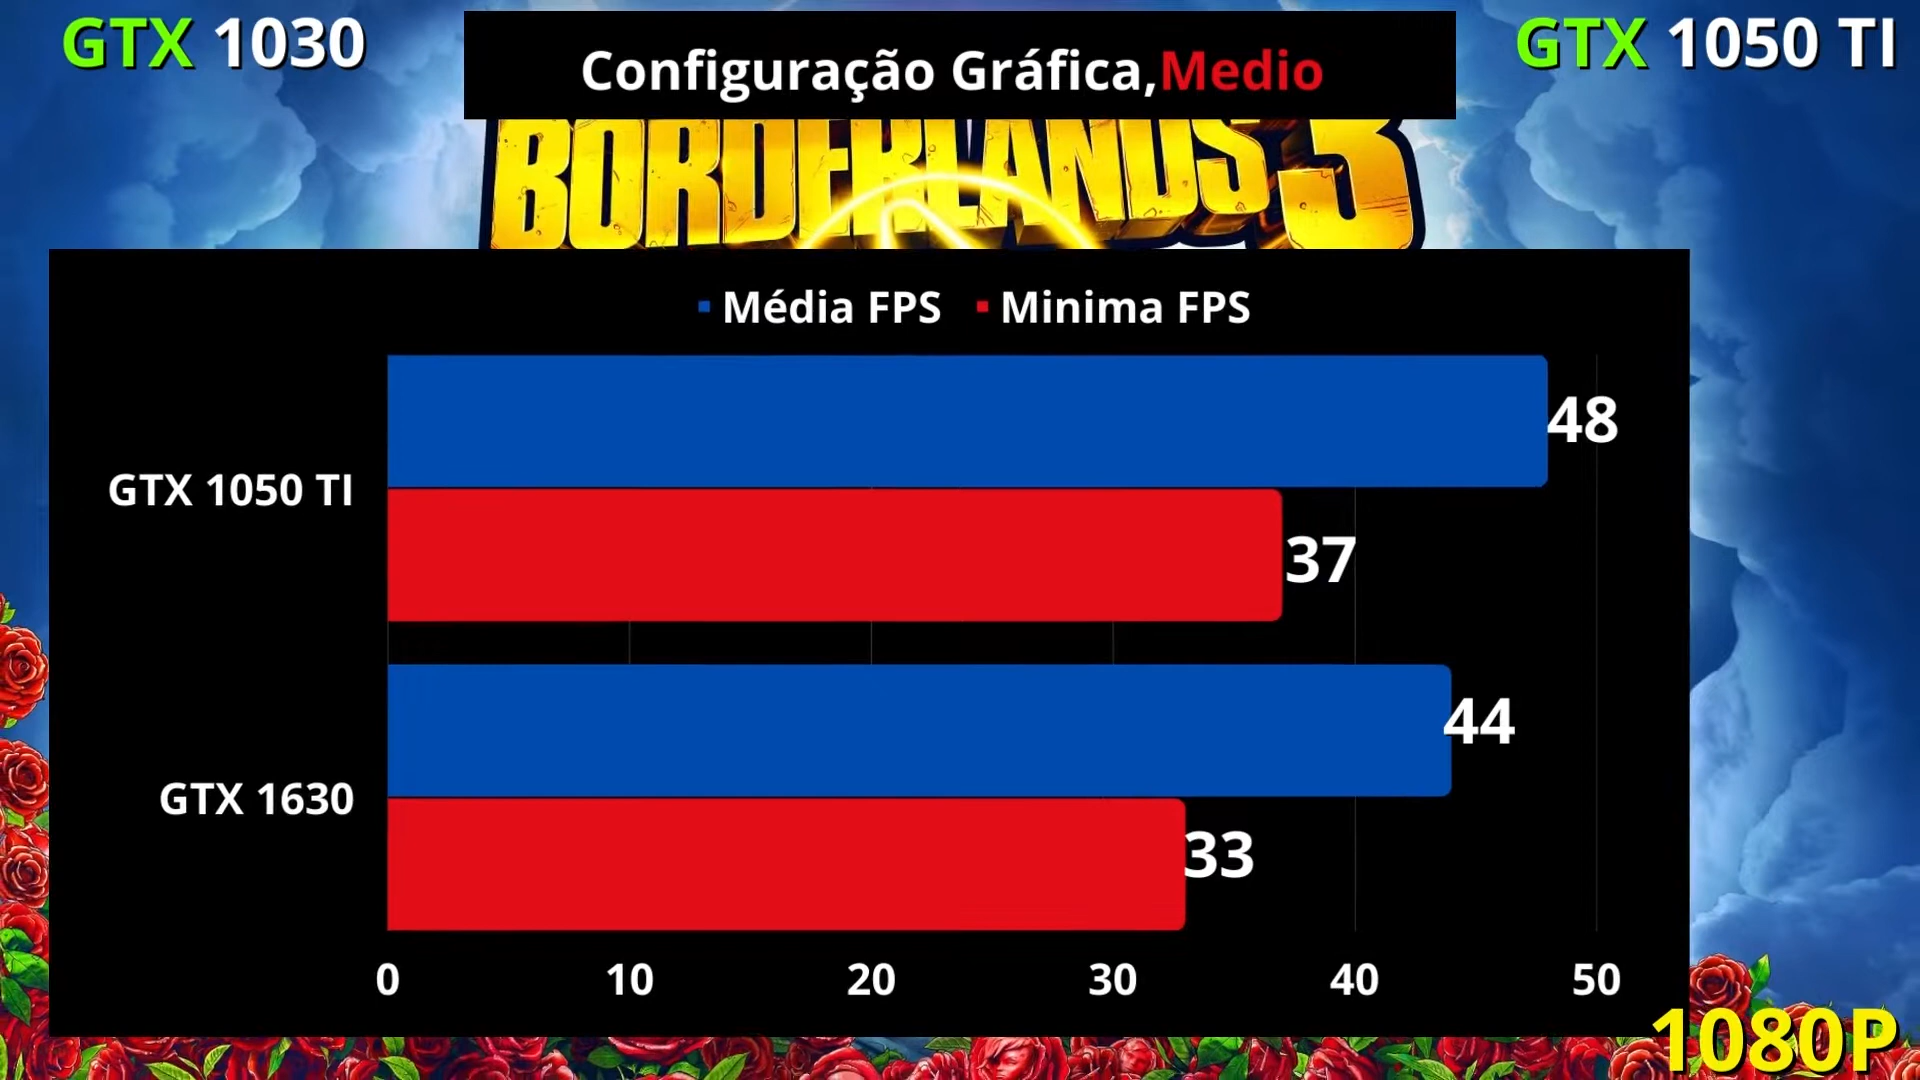 GTX 1030
Configuração Gráfica,Medio
GTX 1050 TI
BORDERLANDS 3
Média FPS Minima FPS
48
GTX 1050 TI
37
44
GTX 1630
33
0 10 20 30 40 50
1080P